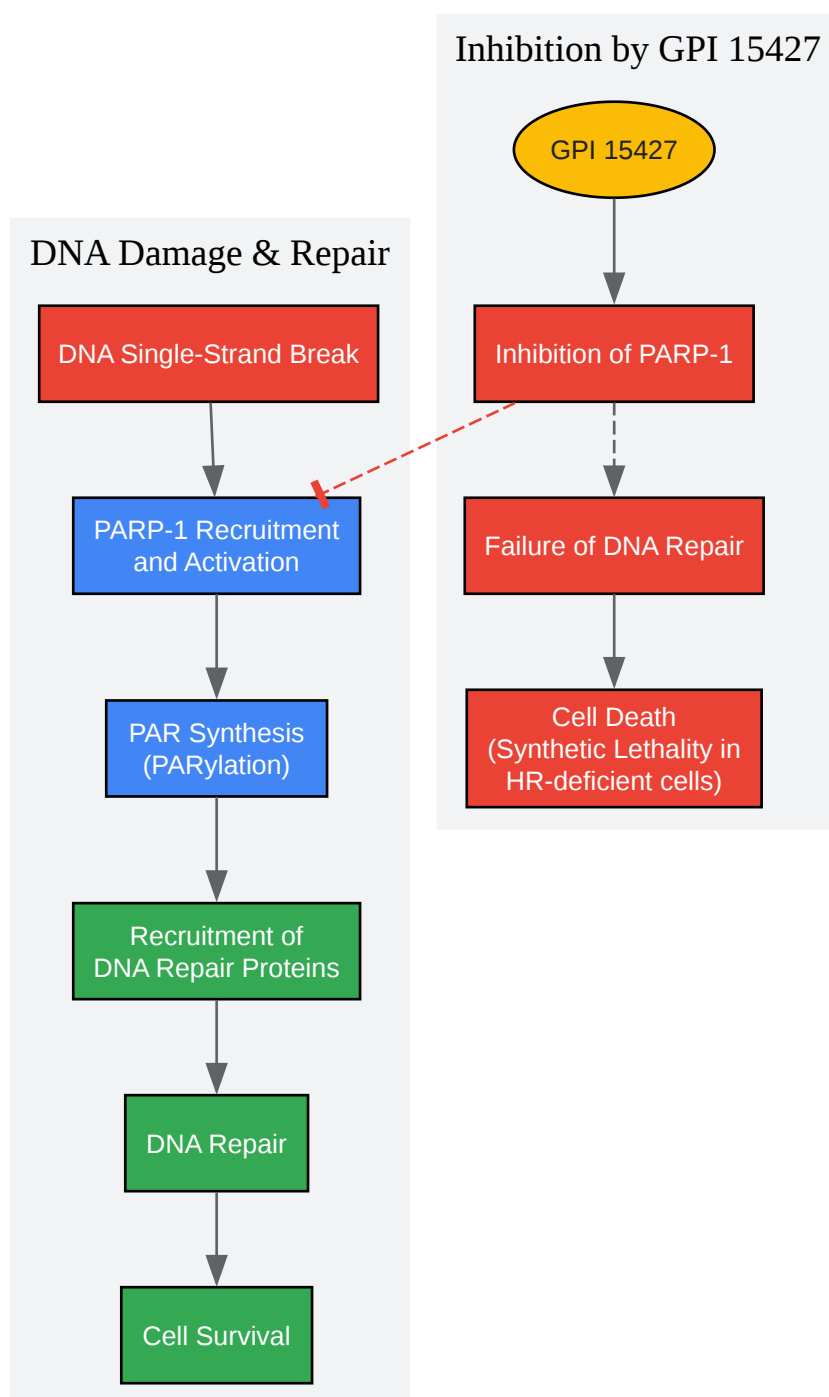 Inhibition by GPI 15427
GPI 15427
DNA Damage & Repair
DNA Single-Strand Break
PARP-1 Recruitment
and Activation
PAR Synthesis
(PARylation)
Recruitment of
DNA Repair Proteins
DNA Repair
Cell Survival
Inhibition of PARP-1
Failure of DNA Repair
Cell Death
(Synthetic Lethality in
HR-deficient cells)